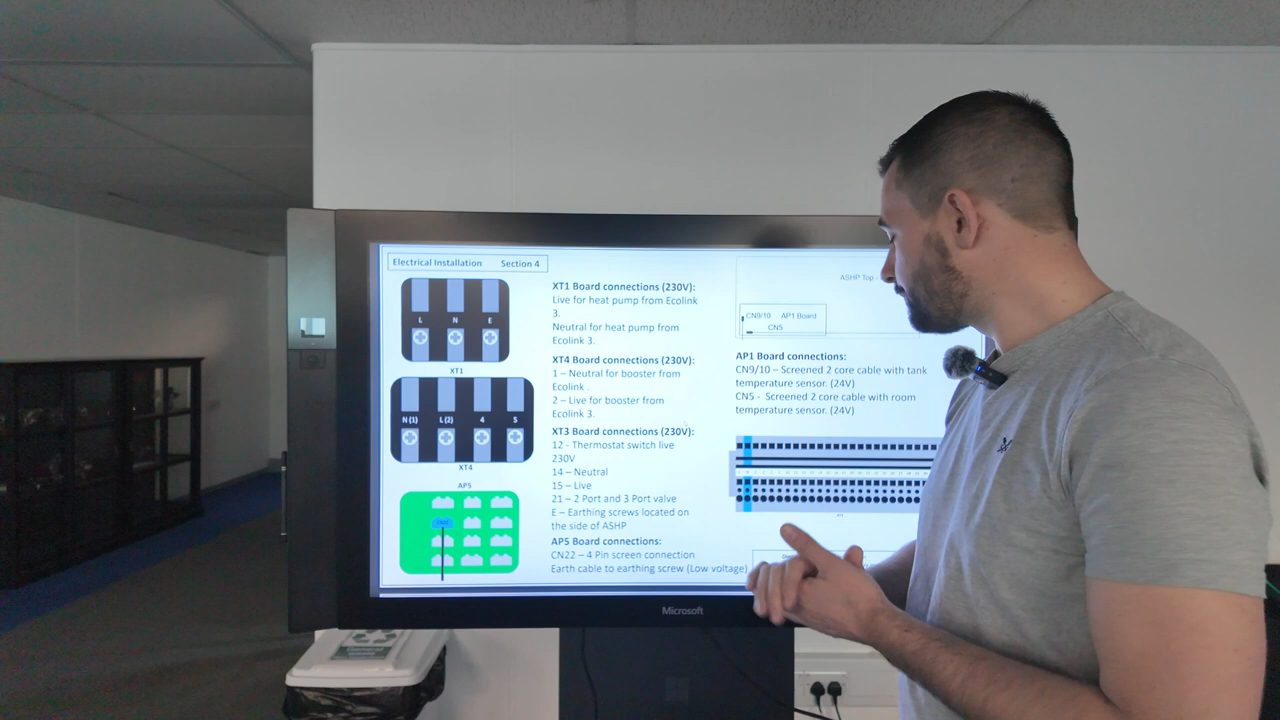 Electrical Installation Section 4
L N E
XT1
N (1) L (2) 4 5
XT4
AP5
CN22
XT1 Board connections (230V):
Live for heat pump from Ecolink
3.
Neutral for heat pump from
Ecolink 3.
XT4 Board connections (230V):
1 – Neutral for booster from
Ecolink .
2 – Live for booster from
Ecolink 3.
XT3 Board connections (230V):
12 - Thermostat switch live
230V
14 – Neutral
15 – Live
21 – 2 Port and 3 Port valve
E – Earthing screws located on
the side of ASHP
AP5 Board connections:
CN22 – 4 Pin screen connection
Earth cable to earthing screw (Low voltage)
ASHP Top -
CN9/10 AP1 Board
CN5
AP1 Board connections:
CN9/10 – Screened 2 core cable with tank
temperature sensor. (24V)
CN5 - Screened 2 core cable with room
temperature sensor. (24V)
Microsoft
General